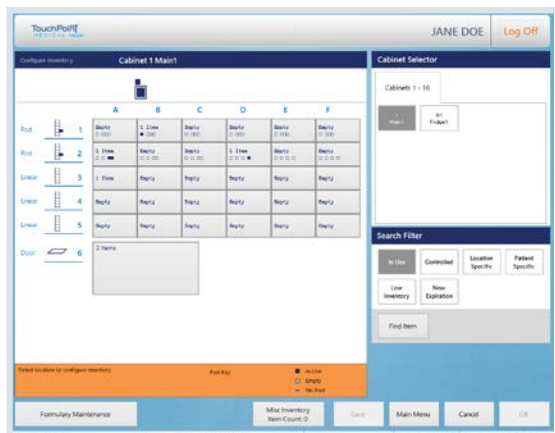 TouchPoint
MEDICAL
JANE DOE
Log Off
Configure Inventory
Cabinet 1 Main1
Cabinet Selector
Cabinets 1 - 16
1
Main1
R1
Fridge1
A B C D E F
Pod 1 Empty 1 Item Empty Empty Empty Empty
Pod 2 1 Item Empty Empty 1 Item Empty Empty
Linear 3 1 Item Empty Empty Empty Empty Empty
Linear 4 Empty Empty Empty Empty Empty Empty
Linear 5 Empty Empty Empty Empty Empty Empty
Door 6 2 Items
Search Filter
In Use Controlled Location Specific Patient Specific
Low Inventory Near Expiration
Find Item
Select location to configure inventory
Pod Key
In Use
Empty
No Pod
Formulary Maintenance
Misc Inventory
Item Count: 0
Save
Main Menu
Cancel
OK